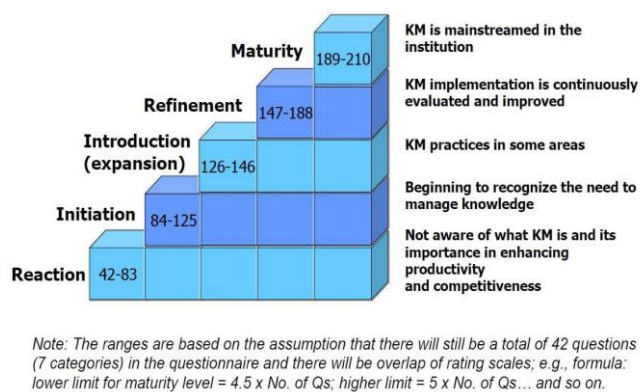 Maturity
189-210
KM is mainstreamed in the
institution
Refinement
147-188
KM implementation is continuously
evaluated and improved
Introduction
(expansion)
126-146
KM practices in some areas
Initiation
84-125
Beginning to recognize the need to
manage knowledge
Reaction
42-83
Not aware of what KM is and its
importance in enhancing
productivity
and competitiveness
Note: The ranges are based on the assumption that there will still be a total of 42 questions
(7 categories) in the questionnaire and there will be overlap of rating scales; e.g., formula:
lower limit for maturity level = 4.5 x No. of Qs; higher limit = 5 x No. of Qs… and so on.